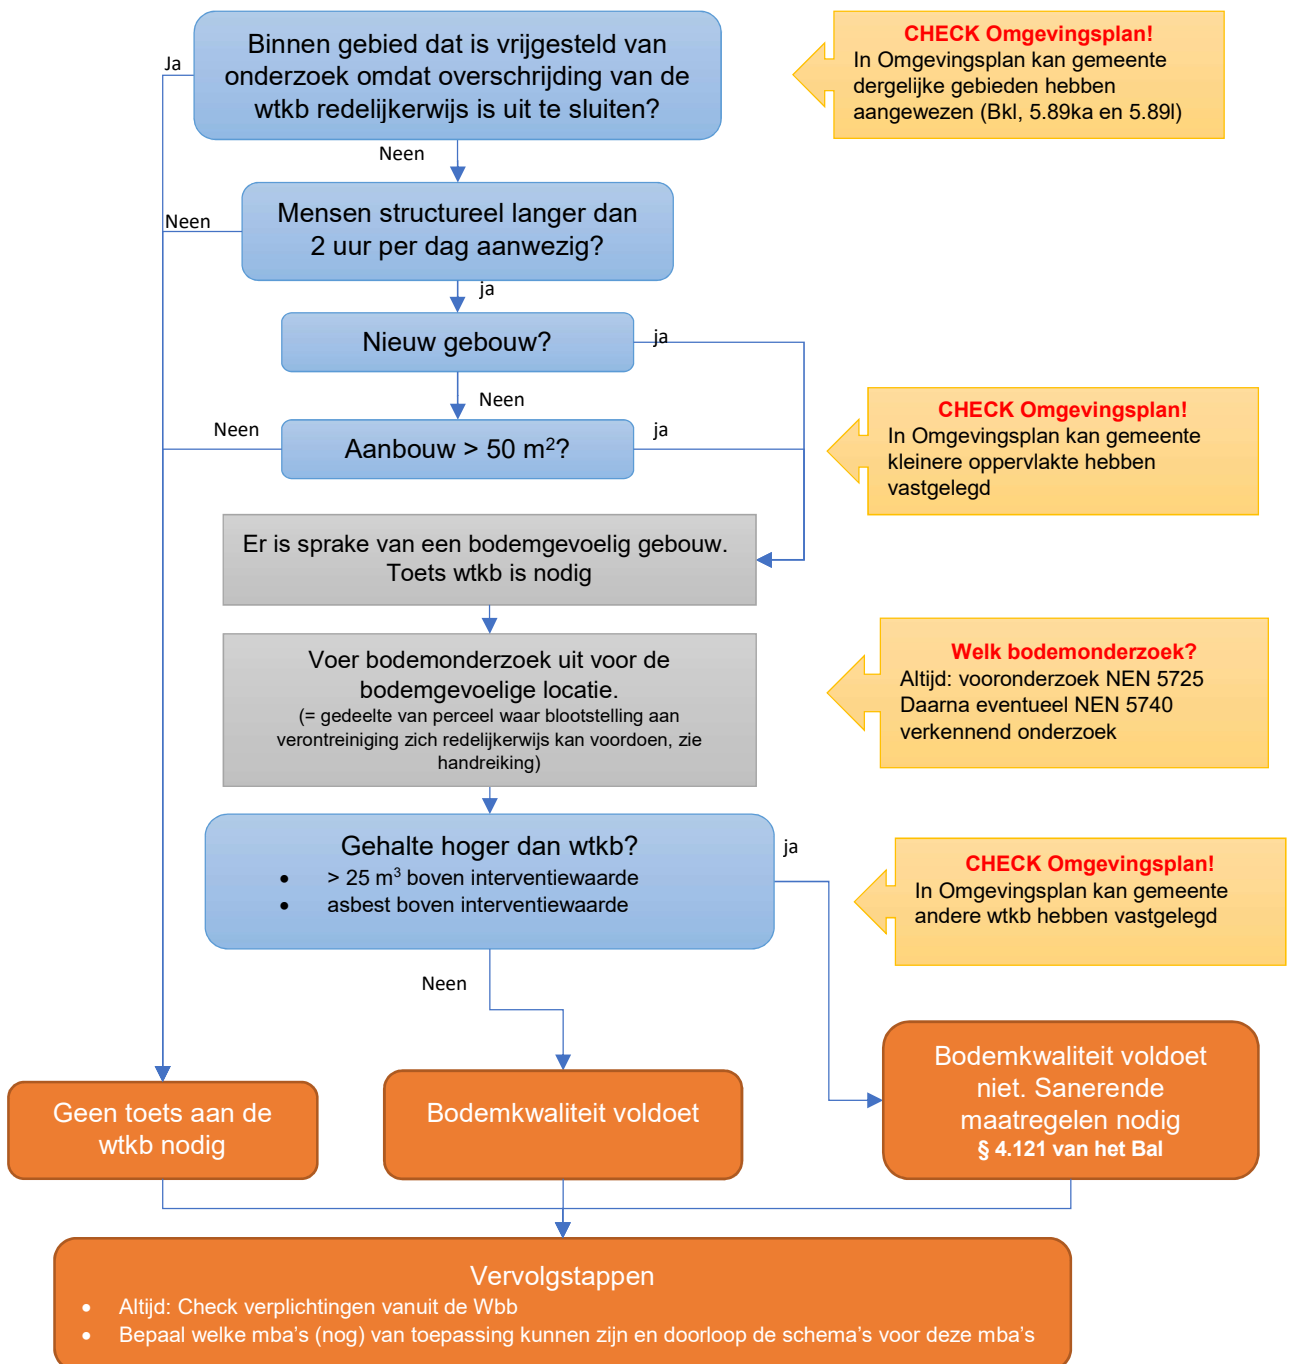 Binnen gebied dat is vrijgesteld van
onderzoek omdat overschrijding van de
wtkb redelijkerwijs is uit te sluiten?
CHECK Omgevingsplan!
In Omgevingsplan kan gemeente
dergelijke gebieden hebben
aangewezen (Bkl, 5.89ka en 5.89l)
Ja
Neen
Mensen structureel langer dan
2 uur per dag aanwezig?
Neen
ja
Nieuw gebouw?
ja
Neen
Aanbouw > 50 m²?
Neen
ja
CHECK Omgevingsplan!
In Omgevingsplan kan gemeente
kleinere oppervlakte hebben
vastgelegd
Er is sprake van een bodemgevoelig gebouw.
Toets wtkb is nodig
Voer bodemonderzoek uit voor de
bodemgevoelige locatie.
(= gedeelte van perceel waar blootstelling aan
verontreiniging zich redelijkerwijs kan voordoen, zie
handreiking)
Welk bodemonderzoek?
Altijd: vooronderzoek NEN 5725
Daarna eventueel NEN 5740
verkennend onderzoek
Gehalte hoger dan wtkb?
• > 25 m³ boven interventiewaarde
• asbest boven interventiewaarde
ja
CHECK Omgevingsplan!
In Omgevingsplan kan gemeente
andere wtkb hebben vastgelegd
Neen
Geen toets aan de
wtkb nodig
Bodemkwaliteit voldoet
Bodemkwaliteit voldoet
niet. Sanerende
maatregelen nodig
§ 4.121 van het Bal
Vervolgstappen
• Altijd: Check verplichtingen vanuit de Wbb
• Bepaal welke mba's (nog) van toepassing kunnen zijn en doorloop de schema's voor deze mba's